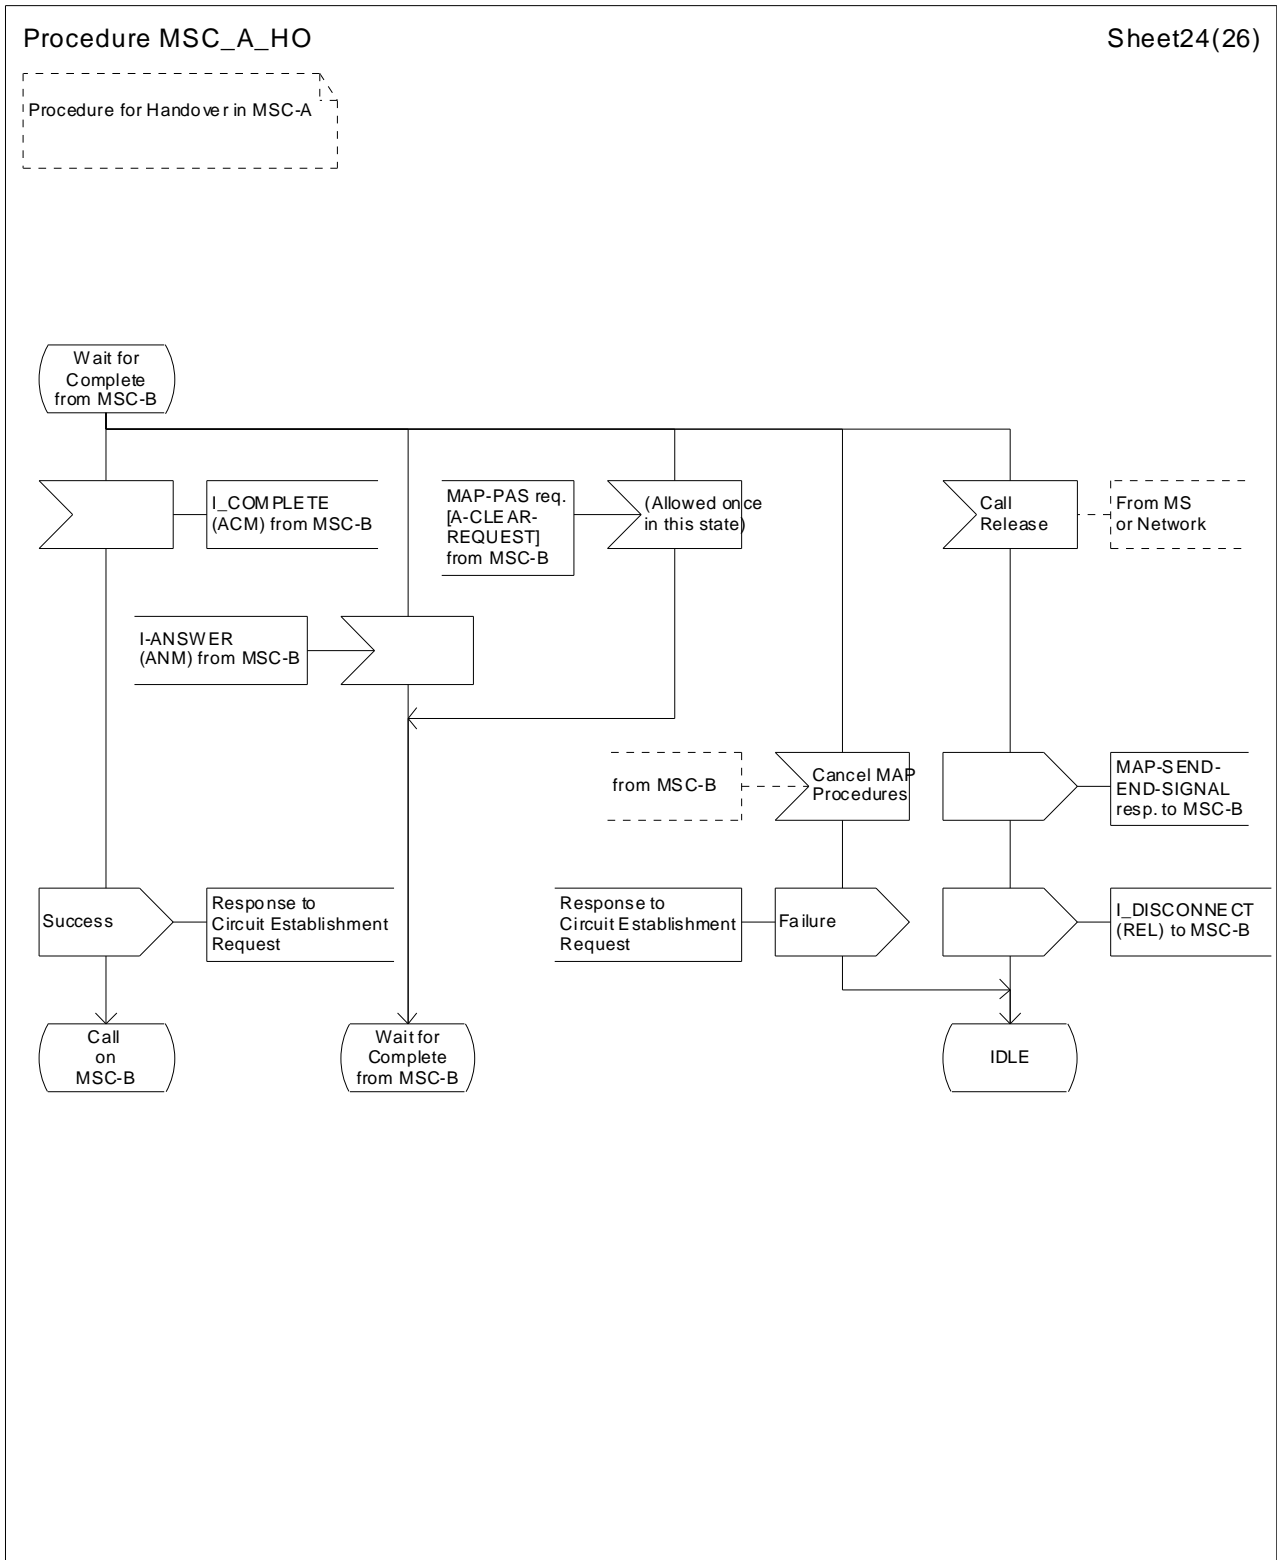 Procedure MSC_A_HO
Sheet24(26)
Procedure for Handover in MSC-A
Wait for
Complete
from MSC-B
I_COMPLETE
(ACM) from MSC-B
MAP-PAS req.
[A-CLEAR-
REQUEST]
from MSC-B
(Allowed once
in this state)
Call
Release
From MS
or Network
I-ANSWER
(ANM) from MSC-B
from MSC-B
Cancel MAP
Procedures
MAP-SEND-
END-SIGNAL
resp. to MSC-B
Success
Response to
Circuit Establishment
Request
Response to
Circuit Establishment
Request
Failure
I_DISCONNECT
(REL) to MSC-B
Call
on
MSC-B
Wait for
Complete
from MSC-B
IDLE